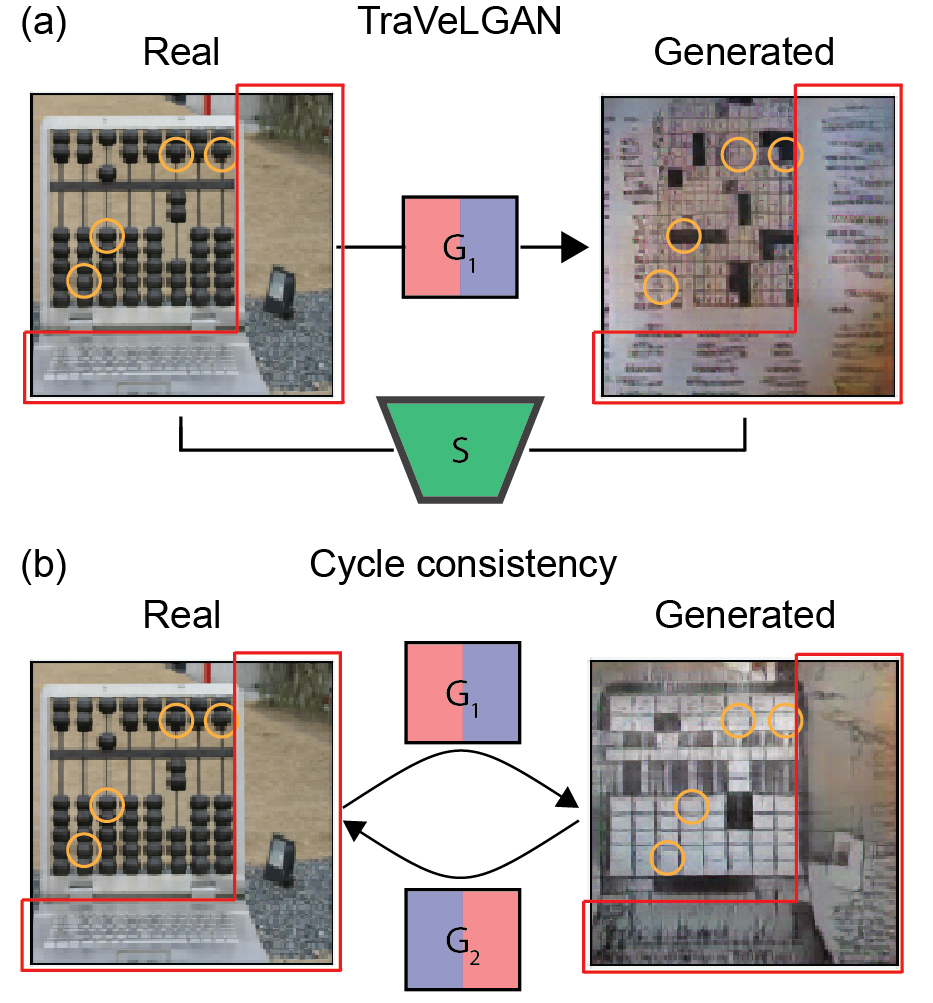 (a)
TraVeLGAN
Real
Generated
G1
S
(b)
Cycle consistency
Real
Generated
G1
G2